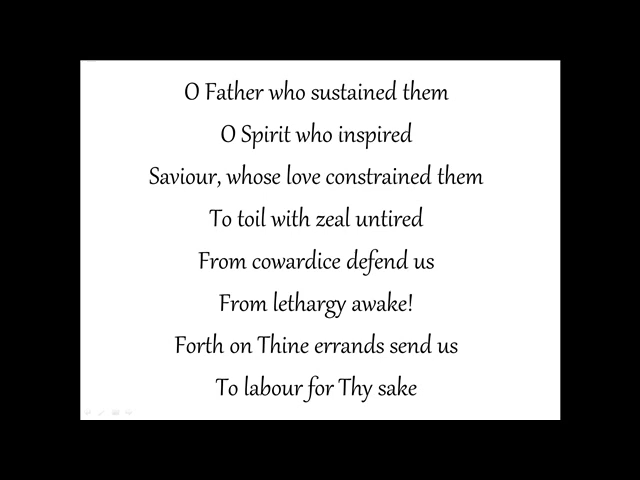 O Father who sustained them
O Spirit who inspired
Saviour, whose love constrained them
To toil with zeal untired
From cowardice defend us
From lethargy awake!
Forth on Thine errands send us
To labour for Thy sake